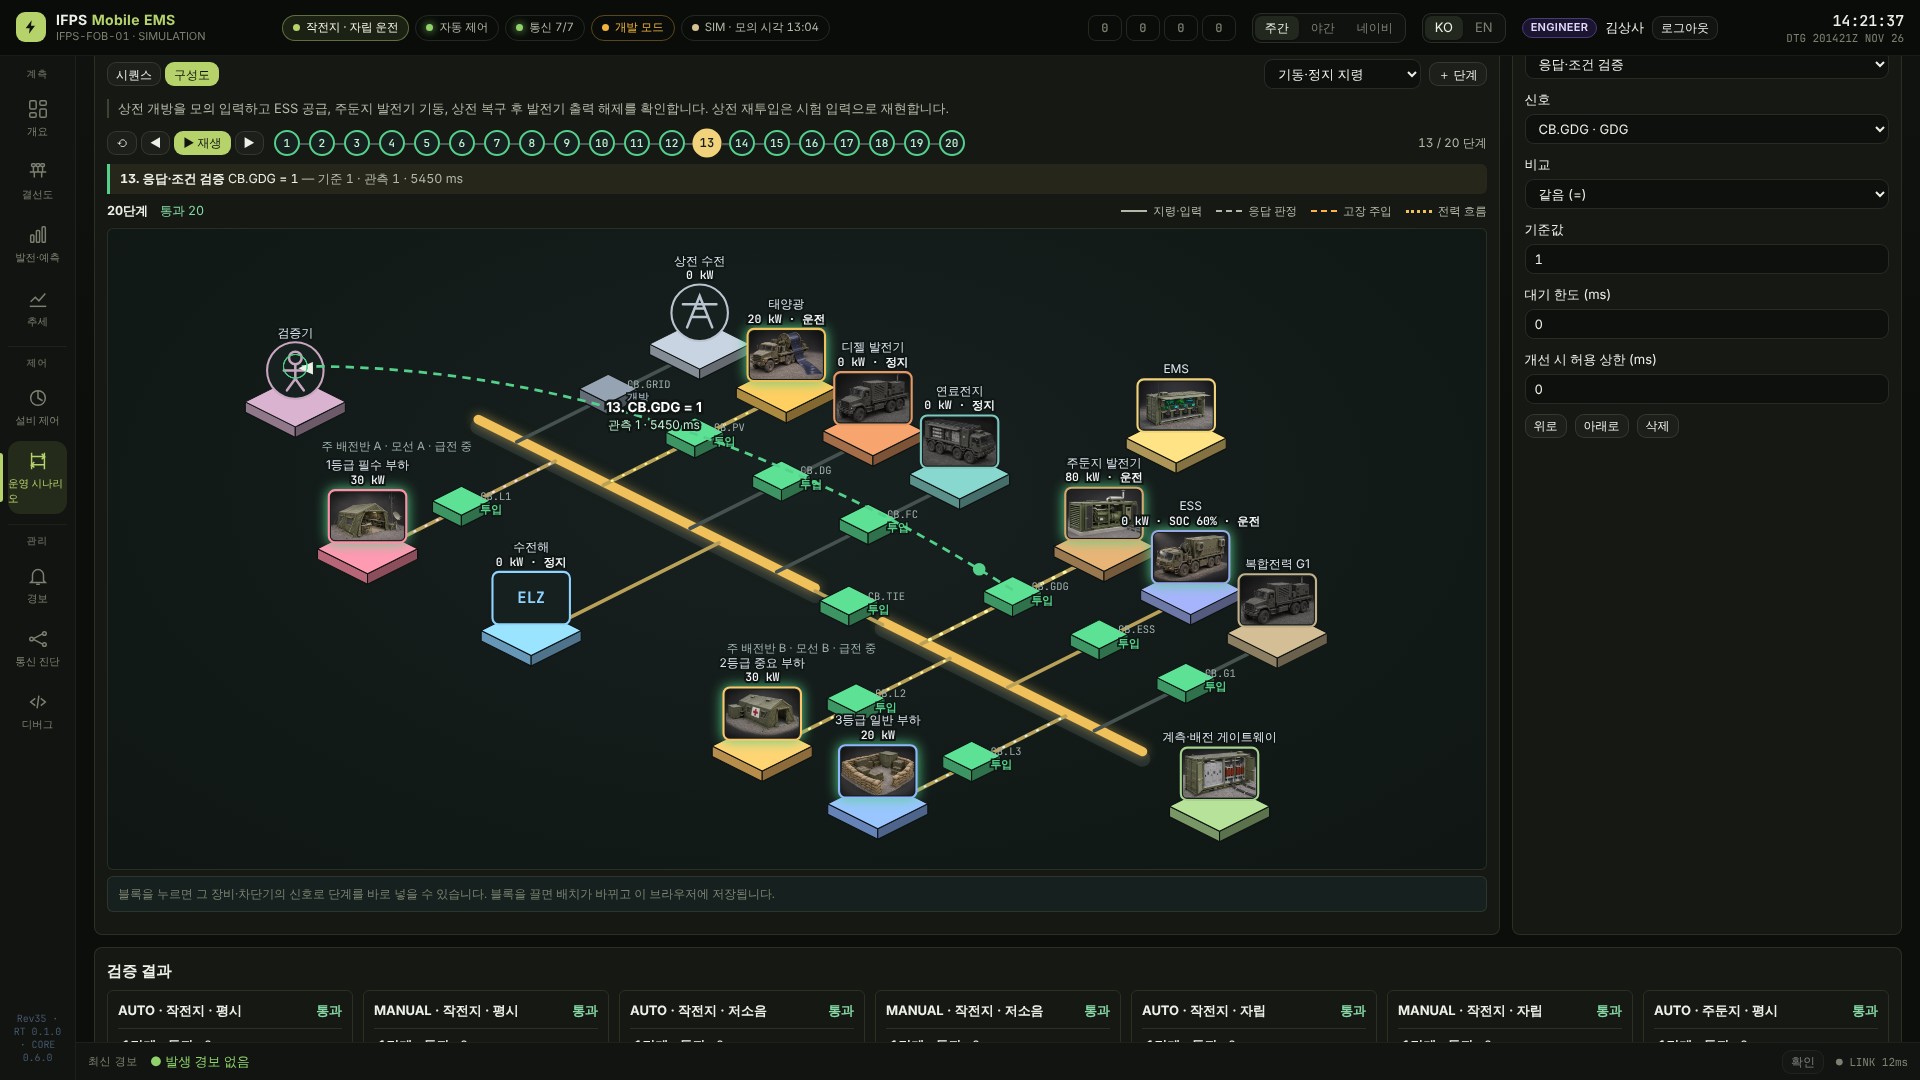 IFPS Mobile EMS
IFPS-FOB-01 · SIMULATION
작전지 · 자립 운전
자동 제어
통신 7/7
개발 모드
SIM · 모의 시각 13:04
0 0 0 0
주간 야간 네이비
KO EN
ENGINEER 김상사 로그아웃
14:21:37
DTG 201421Z NOV 26
계측
개요
결선도
발전·예측
추세
제어
설비 제어
운영 시나리
오
관리
경보
통신 진단
디버그
Rev35 ·
RT 0.1.0
· CORE
0.6.0
시퀀스 구성도
기동·정지 지령
+ 단계
상전 개방을 모의 입력하고 ESS 공급, 주둔지 발전기 기동, 상전 복구 후 발전기 출력 해제를 확인합니다. 상전 재투입은 시험 입력으로 재현합니다.
⟲ ◀ ▶ 재생 ▶ 1 2 3 4 5 6 7 8 9 10 11 12 13 14 15 16 17 18 19 20
13 / 20 단계
13. 응답·조건 검증 CB.GDG = 1 — 기준 1 · 관측 1 · 5450 ms
20단계 통과 20
지령·입력 응답 판정 고장 주입 전력 흐름
상전 수전
0 kW
태양광
20 kW · 운전
검증기
디젤 발전기
0 kW · 정지
EMS
CB.GRID
개방
연료전지
0 kW · 정지
13. CB.GDG = 1
관측 1 · 5450 ms
CB.PV
투입
주 배전반 A · 모선 A · 급전 중
1등급 필수 부하
30 kW
CB.DG
투입
주둔지 발전기
80 kW · 운전
CB.L1
투입
CB.FC
투입
ESS
0 kW · SOC 60% · 운전
수전해
0 kW · 정지
ELZ
복합전력 G1
CB.GDG
투입
CB.TIE
투입
CB.ESS
투입
주 배전반 B · 모선 B · 급전 중
2등급 중요 부하
30 kW
CB.G1
투입
CB.L2
투입
3등급 일반 부하
20 kW
CB.L3
투입
계측·배전 게이트웨이
블록을 누르면 그 장비·차단기의 신호로 단계를 바로 넣을 수 있습니다. 블록을 끌면 배치가 바뀌고 이 브라우저에 저장됩니다.
응답·조건 검증
신호
CB.GDG · GDG
비교
같음 (=)
기준값
1
대기 한도 (ms)
0
개선 시 허용 상한 (ms)
0
위로 아래로 삭제
검증 결과
AUTO · 작전지 · 평시 통과
MANUAL · 작전지 · 평시 통과
AUTO · 작전지 · 저소음 통과
MANUAL · 작전지 · 저소음 통과
AUTO · 작전지 · 자립 통과
MANUAL · 작전지 · 자립 통과
AUTO · 주둔지 · 평시 통과
최신 경보 발생 경보 없음
확인 LINK 12ms